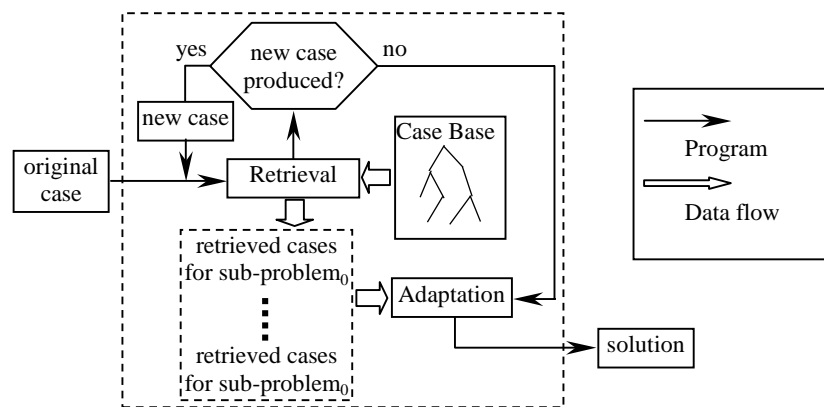 yes
new case
produced?
no
new case
Case Base
original
case
Retrieval
retrieved cases
for sub-problem0
retrieved cases
for sub-problem0
Adaptation
solution
Program
Data flow